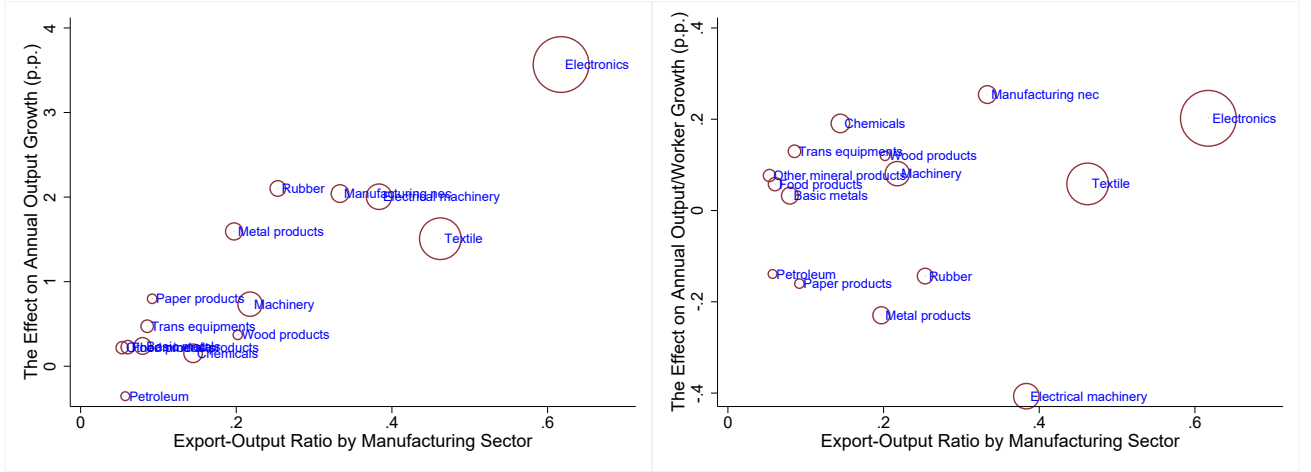 The Effect on Annual Output Growth (p.p.)
4
3
2
1
0
Electronics
Rubber
Manufacturing nec
Electrical machinery
Metal products
Textile
Paper products
Machinery
Trans equipments
Wood products
Basic metals
Chemicals
Petroleum
0
.2
.4
.6
Export-Output Ratio by Manufacturing Sector
The Effect on Annual Output/Worker Growth (p.p.)
.4
.2
0
-.2
-.4
Manufacturing nec
Electronics
Chemicals
Trans equipments
Wood products
Other mineral products
Machinery
Food products
Textile
Basic metals
Petroleum
Paper products
Rubber
Metal products
Electrical machinery
0
.2
.4
.6
Export-Output Ratio by Manufacturing Sector